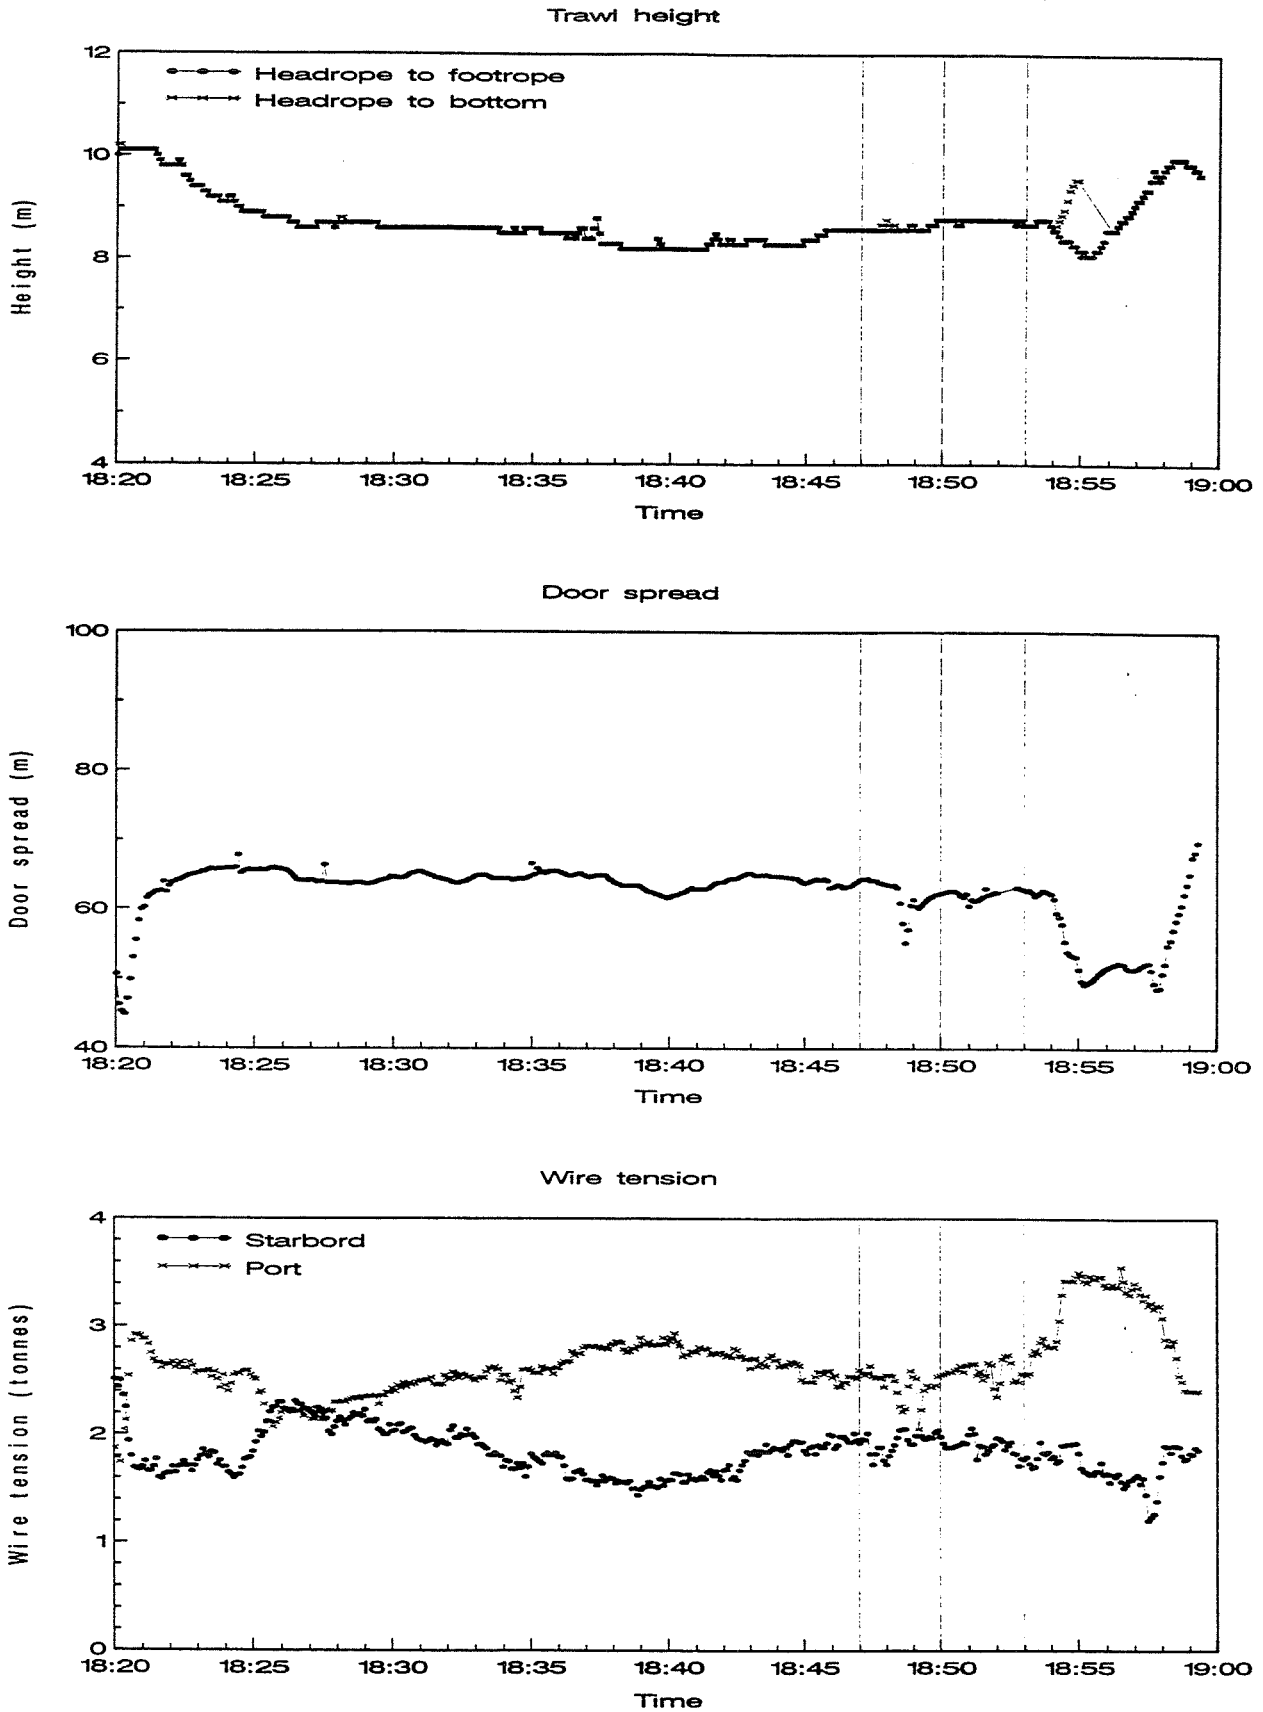 Trawl height
12
Headrope to footrope
Headrope to bottom
10
8
6
4
Height (m)
18:20 18:25 18:30 18:35 18:40 18:45 18:50 18:55 19:00
Time
Door spread
100
80
60
40
Door spread (m)
18:20 18:25 18:30 18:35 18:40 18:45 18:50 18:55 19:00
Time
Wire tension
4
Starbord
Port
3
2
1
0
Wire tension (tonnes)
18:20 18:25 18:30 18:35 18:40 18:45 18:50 18:55 19:00
Time